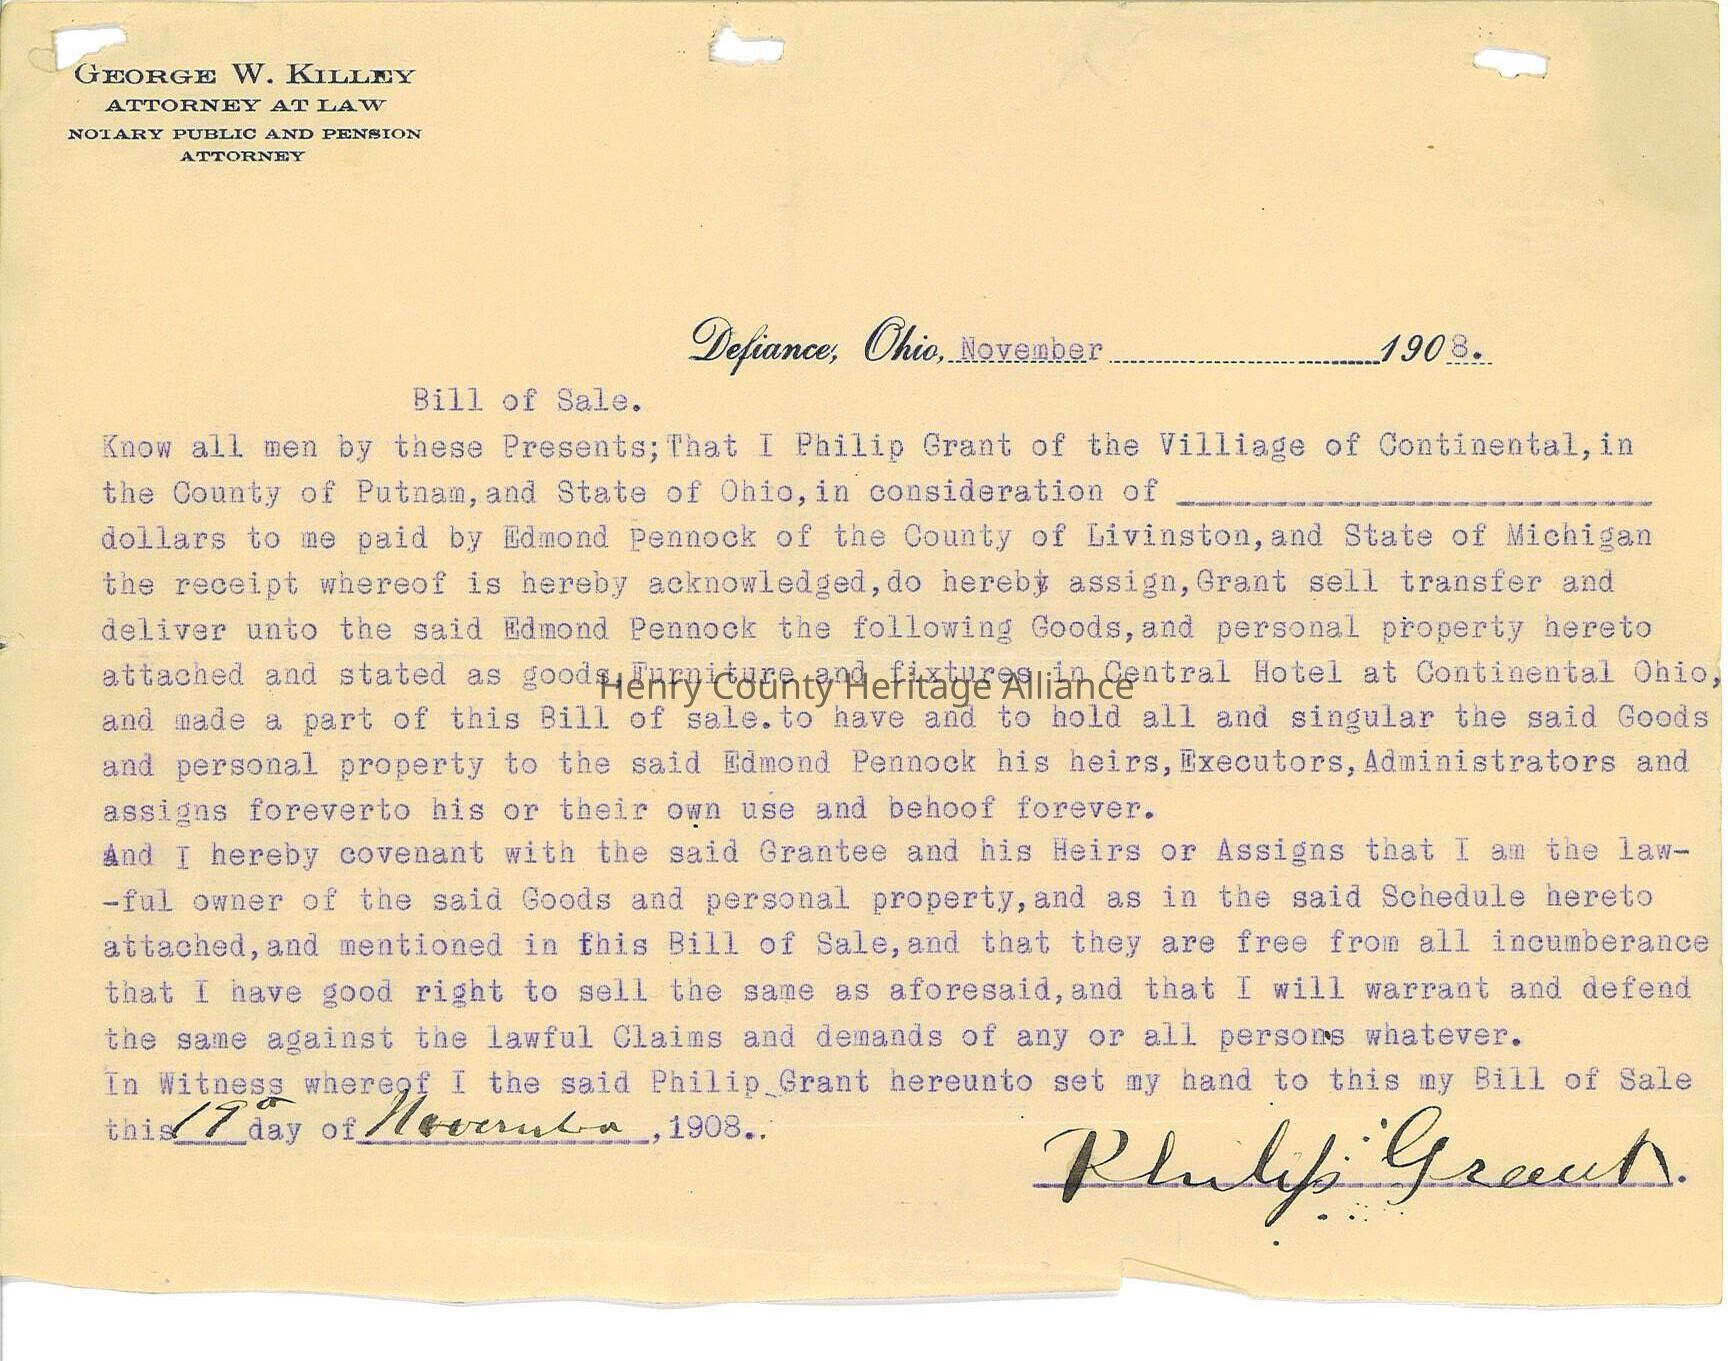 GEORGE W. KILLEY
ATTORNEY AT LAW
NOTARY PUBLIC AND PENSION
ATTORNEY
Defiance, Ohio, November 1908.
Bill of Sale.
Know all men by these Presents;That I Philip Grant of the Villiage of Continental,in
the County of Putnam,and State of Ohio,in consideration of
dollars to me paid by Edmond Pennock of the County of Livinston,and State of Michigan
the receipt whereof is hereby acknowledged,do hereby assign,Grant sell transfer and
deliver unto the said Edmond Pennock the following Goods,and personal property hereto
attached and stated as goods,Furniture and fixtures in Central Hotel at Continental Ohio,
Henry County Heritage Alliance
and made a part of this Bill of sale.to have and to hold all and singular the said Goods
and personal property to the said Edmond Pennock his heirs,Executors,Administrators and
assigns foreverto his or their own use and behoof forever.
And I hereby covenant with the said Grantee and his Heirs or Assigns that I am the law-
-ful owner of the said Goods and personal property,and as in the said Schedule hereto
attached,and mentioned in this Bill of Sale,and that they are free from all incumberance
that I have good right to sell the same as aforesaid,and that I will warrant and defend
the same against the lawful Claims and demands of any or all persons whatever.
In Witness whereof I the said Philip Grant hereunto set my hand to this my Bill of Sale
this 19th day of November, 1908..
Philip Grant.